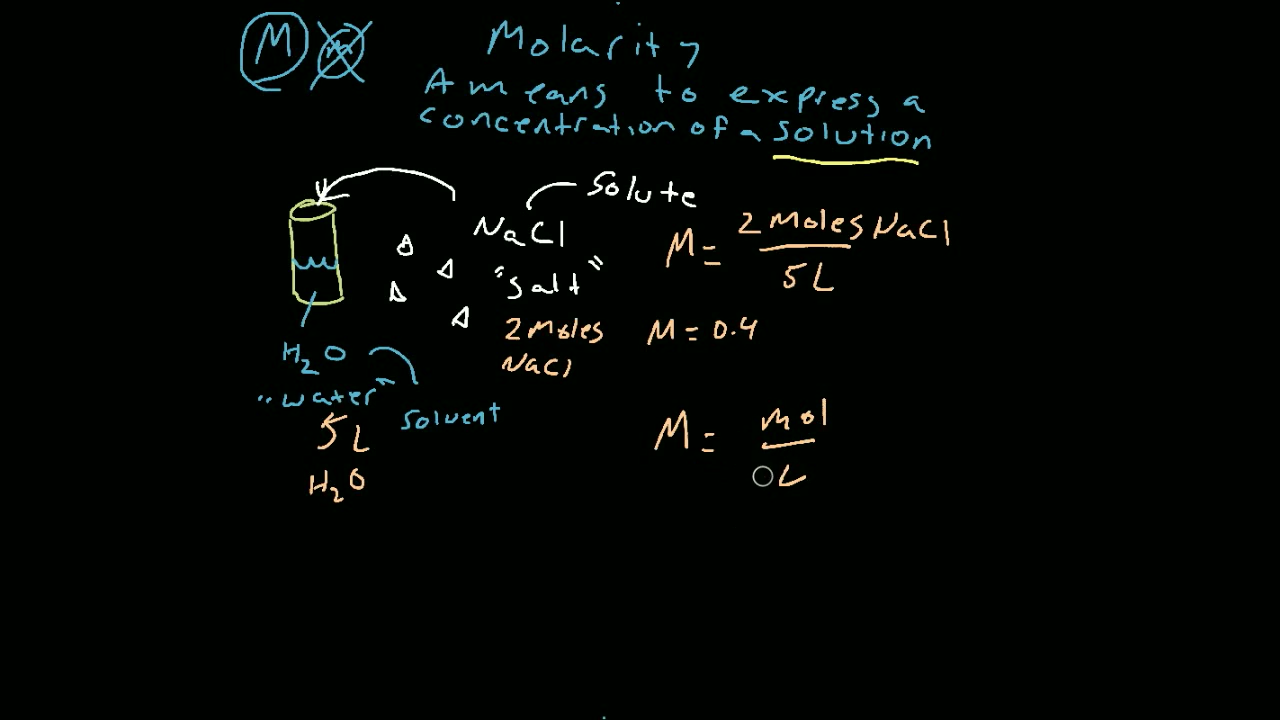 M m Molarity
A means to express a
concentration of a solution
Solute
NaCl
"Salt"
2 Moles
NaCl
H₂O
"water"
Solvent
5 L
H₂O
M = 2 Moles NaCl
5 L
M = 0.4
M = mol
L